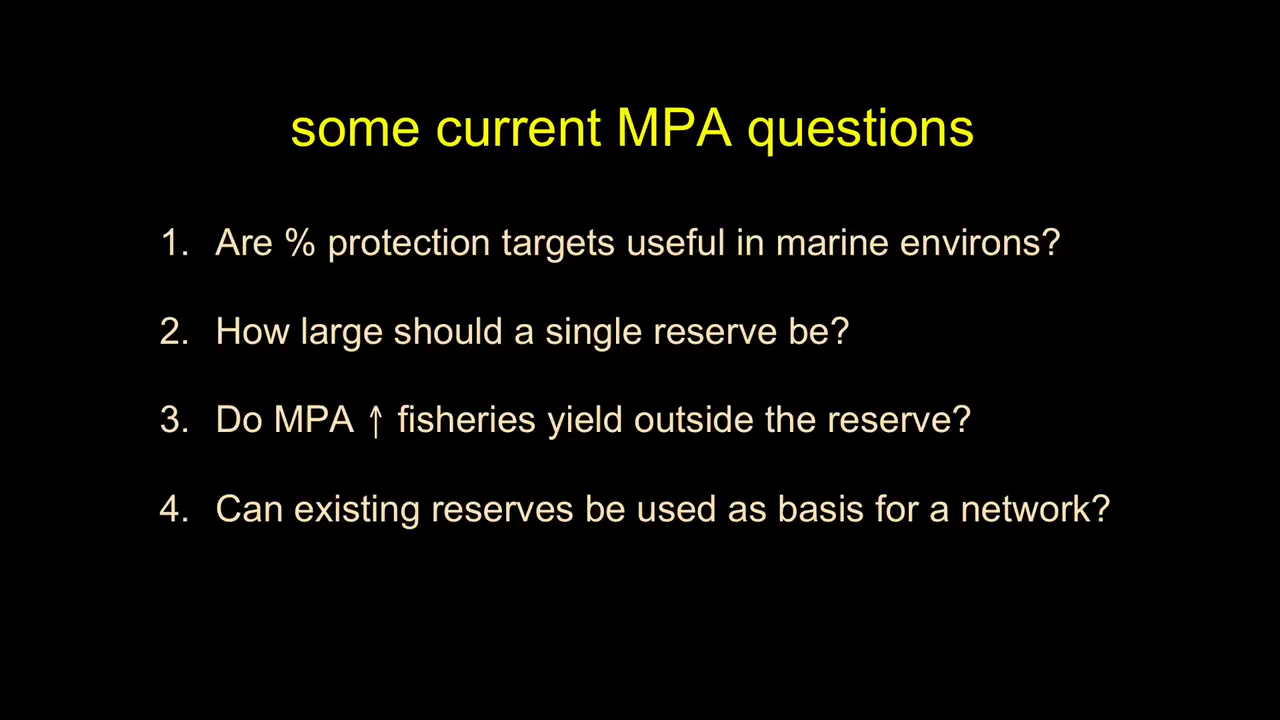 some current MPA questions
1. Are % protection targets useful in marine environs?
2. How large should a single reserve be?
3. Do MPA ↑ fisheries yield outside the reserve?
4. Can existing reserves be used as basis for a network?